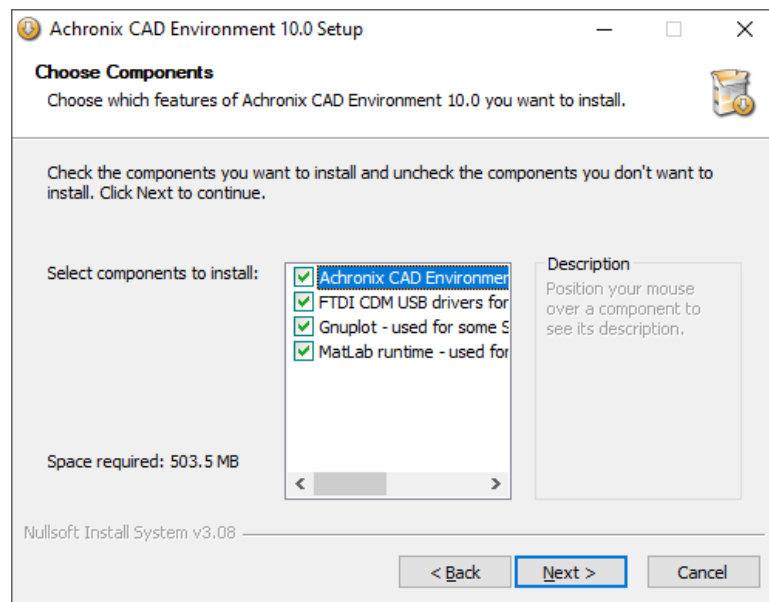 Achronix CAD Environment 10.0 Setup
Choose Components
Choose which features of Achronix CAD Environment 10.0 you want to install.
Check the components you want to install and uncheck the components you don't want to
install. Click Next to continue.
Select components to install:
Achronix CAD Environmen
FTDI CDM USB drivers for
Gnuplot - used for some S
MatLab runtime - used for
Description
Position your mouse
over a component to
see its description.
Space required: 503.5 MB
Nullsoft Install System v3.08
< Back
Next >
Cancel